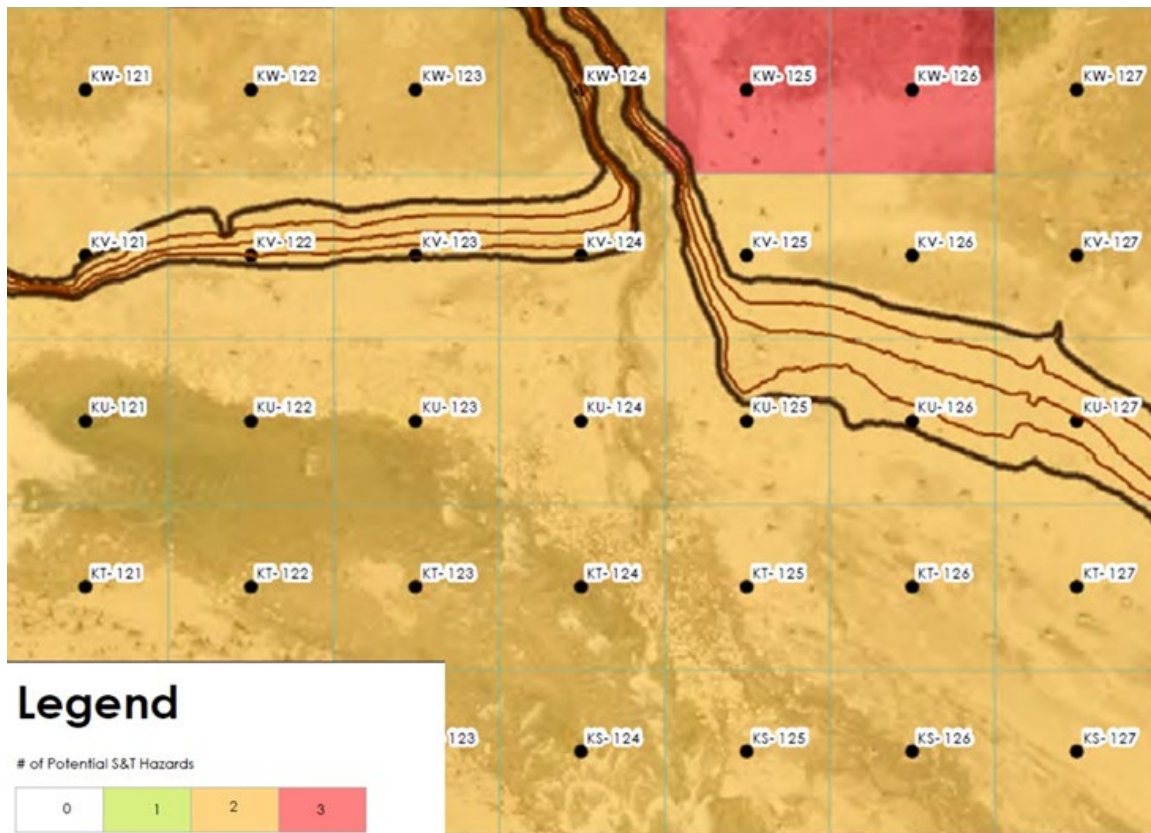 KW- 121 KW- 122 KW- 123 KW- 124 KW- 125 KW- 126 KW- 127
KV- 121 KV- 122 KV- 123 KV- 124 KV- 125 KV- 126 KV- 127
KU- 121 KU- 122 KU- 123 KU- 124 KU- 125 KU- 126 KU- 127
KT- 121 KT- 122 KT- 123 KT- 124 KT- 125 KT- 126 KT- 127
123 KS- 124 KS- 125 KS- 126 KS- 127
Legend
# of Potential S&T Hazards
0 1 2 3